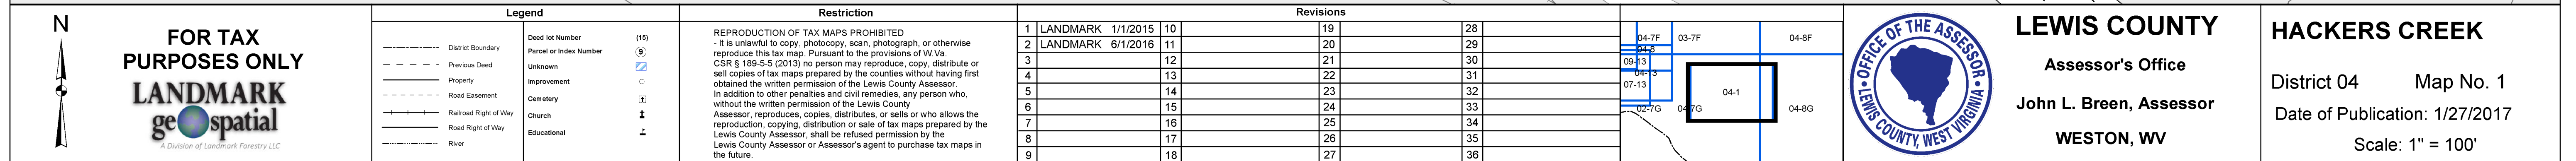 N
FOR TAX
PURPOSES ONLY
LANDMARK
geospatial
A Division of Landmark Forestry LLC
Legend
District Boundary
Previous Deed
Property
Road Easement
Railroad Right of Way
Road Right of Way
River
Deed lot Number (15)
Parcel or Index Number 9
Unknown
Improvement
Cemetery
Church
Educational
Restriction
REPRODUCTION OF TAX MAPS PROHIBITED
- It is unlawful to copy, photocopy, scan, photograph, or otherwise
reproduce this tax map. Pursuant to the provisions of W.Va.
CSR § 189-5-5 (2013) no person may reproduce, copy, distribute or
sell copies of tax maps prepared by the counties without having first
obtained the written permission of the Lewis County Assessor.
In addition to other penalties and civil remedies, any person who,
without the written permission of the Lewis County
Assessor, reproduces, copies, distributes, or sells or who allows the
reproduction, copying, distribution or sale of tax maps prepared by the
Lewis County Assessor, shall be refused permission by the
Lewis County Assessor or Assessor's agent to purchase tax maps in
the future.
Revisions
1 LANDMARK 1/1/2015 10 19 28
2 LANDMARK 6/1/2016 11 20 29
3 12 21 30
4 13 22 31
5 14 23 32
6 15 24 33
7 16 25 34
8 17 26 35
9 18 27 36
04-7F 03-7F 04-8F
04-8
09-13
04-13
07-13
04-1
02-7G 04-7G 04-8G
OFFICE OF THE ASSESSOR
LEWIS COUNTY, WEST VIRGINIA
LEWIS COUNTY
Assessor's Office
John L. Breen, Assessor
WESTON, WV
HACKERS CREEK
District 04 Map No. 1
Date of Publication: 1/27/2017
Scale: 1" = 100'